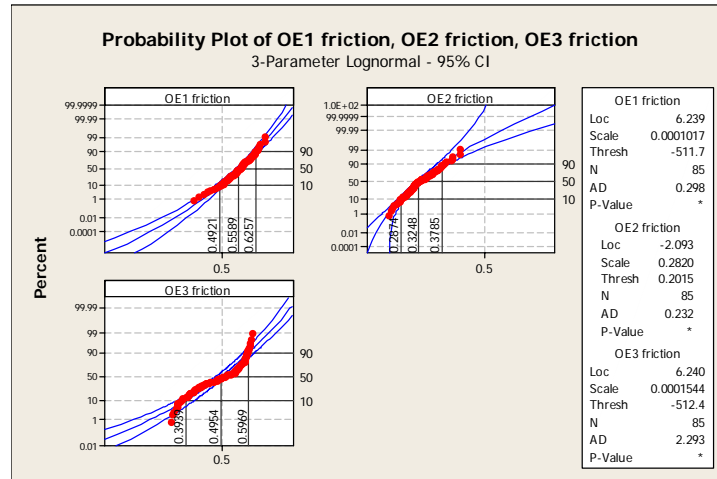 Probability Plot of OE1 friction, OE2 friction, OE3 friction
3-Parameter Lognormal - 95% CI
OE1 friction
99.9999
99.99
99
90
50
10
1
0.01
0.0001
90
50
10
0.4921
0.5589
0.6257
0.5
OE2 friction
1.0E+02
99.9999
99.99
99
90
50
10
1
0.01
0.0001
90
50
10
0.2874
0.3248
0.3785
0.5
OE3 friction
99.99
99
90
50
10
1
0.01
90
50
10
0.3939
0.4954
0.5969
0.5
Percent
OE1 friction
Loc 6.239
Scale 0.0001017
Thresh -511.7
N 85
AD 0.298
P-Value *
OE2 friction
Loc -2.093
Scale 0.2820
Thresh 0.2015
N 85
AD 0.232
P-Value *
OE3 friction
Loc 6.240
Scale 0.0001544
Thresh -512.4
N 85
AD 2.293
P-Value *